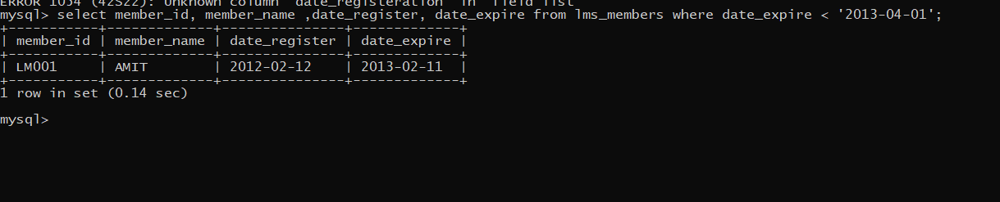 ERROR 1054 (42S22): Unknown column 'date_registeration' in 'field list'
mysql> select member_id, member_name ,date_register, date_expire from lms_members where date_expire < '2013-04-01';
+-----------+-------------+---------------+-------------+
| member_id | member_name | date_register | date_expire |
+-----------+-------------+---------------+-------------+
| LM001     | AMIT        | 2012-02-12    | 2013-02-11  |
+-----------+-------------+---------------+-------------+
1 row in set (0.14 sec)
mysql>